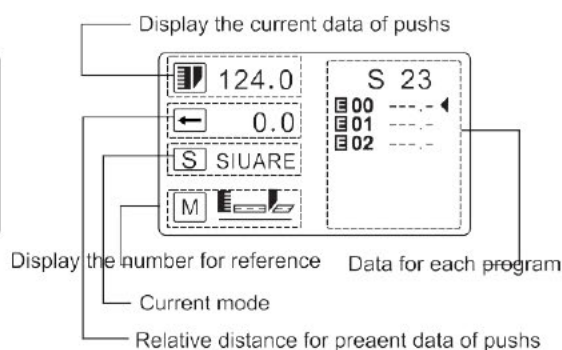 Display the current data of pushs
124.0
S 23
E 00 ---.-
0.0
E 01 ---.-
E 02 ---.-
S SIUARE
M
Display the number for reference
Data for each program
Current mode
Relative distance for preaent data of pushs